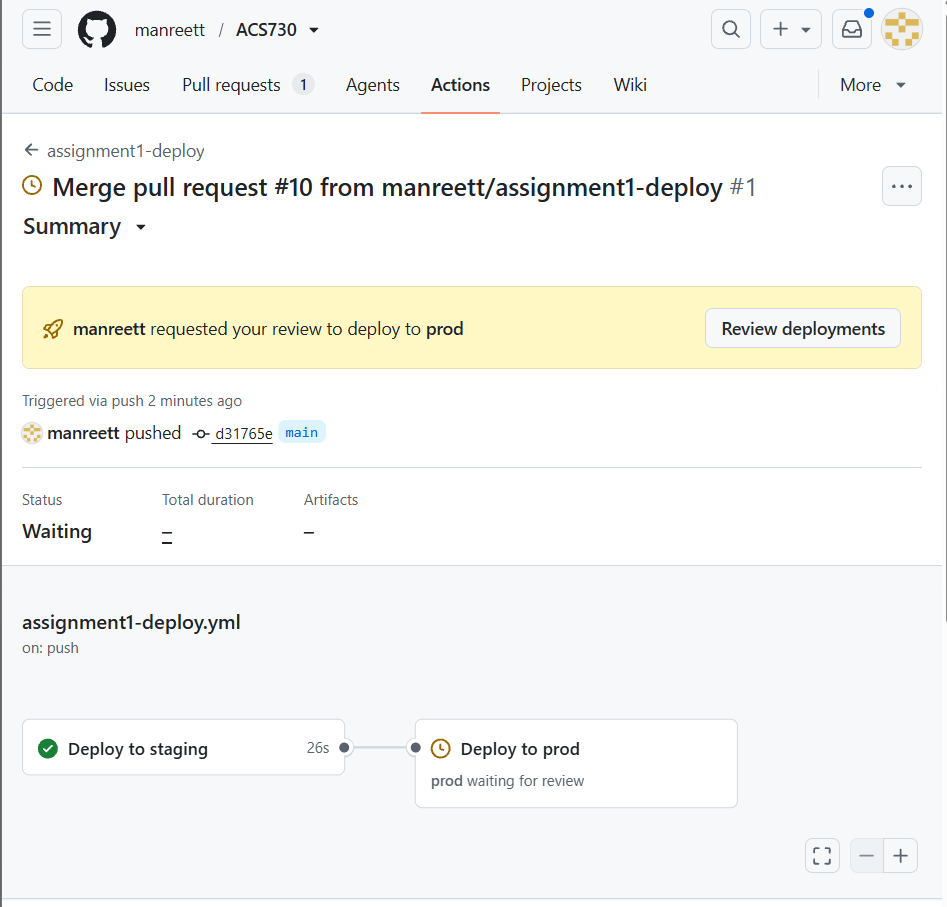 manreett / ACS730
Code Issues Pull requests 1 Agents Actions Projects Wiki More
assignment1-deploy
Merge pull request #10 from manreett/assignment1-deploy #1
Summary
manreett requested your review to deploy to prod
Review deployments
Triggered via push 2 minutes ago
manreett pushed d31765e main
Status Total duration Artifacts
Waiting – –
assignment1-deploy.yml
on: push
Deploy to staging 26s
Deploy to prod
prod waiting for review